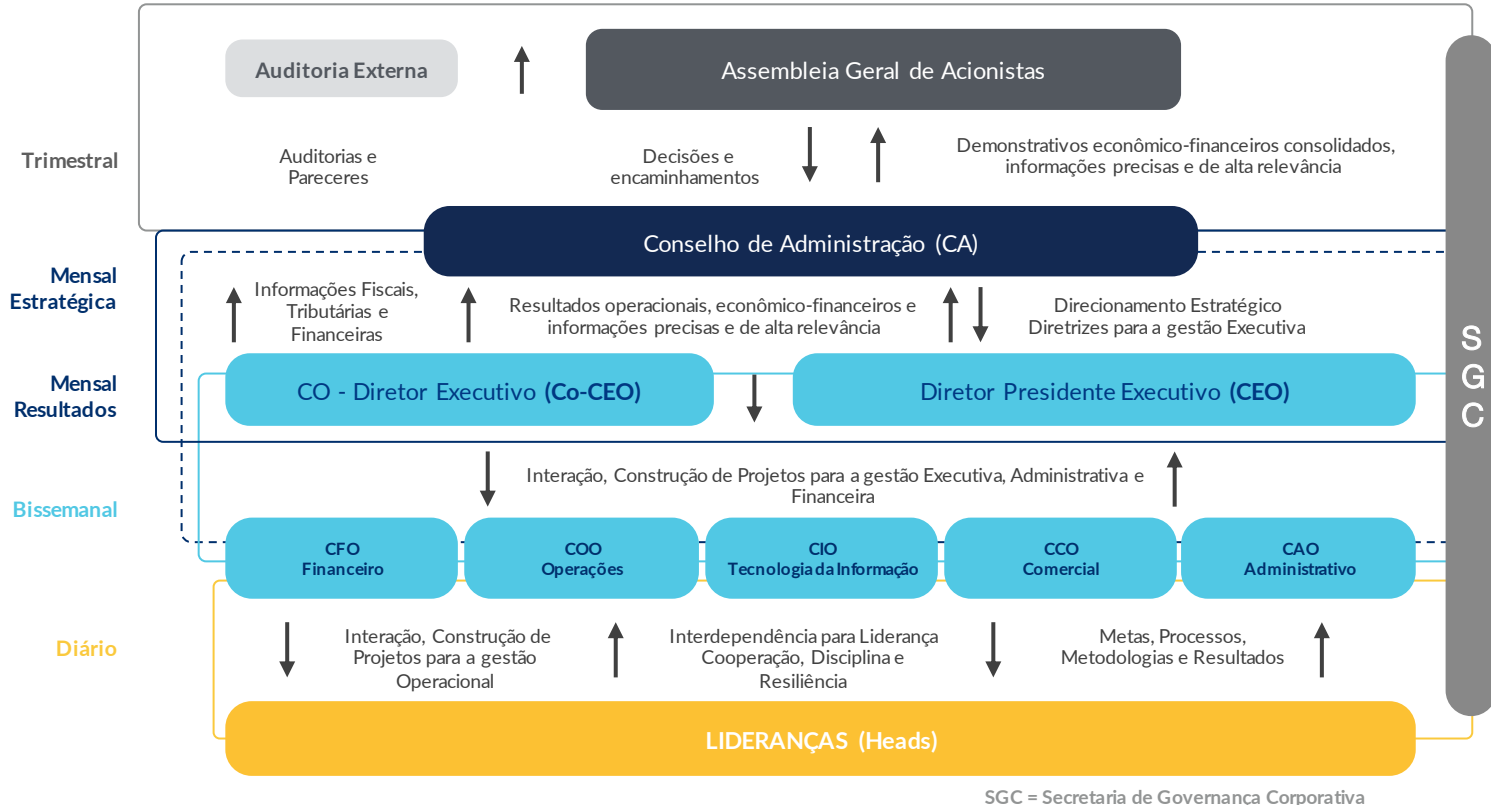 Auditoria Externa
Assembleia Geral de Acionistas
Trimestral
Auditorias e
Pareceres
Decisões e
encaminhamentos
Demonstrativos econômico-financeiros consolidados,
informações precisas e de alta relevância
Conselho de Administração (CA)
Mensal
Estratégica
Informações Fiscais,
Tributárias e
Financeiras
Resultados operacionais, econômico-financeiros e
informações precisas e de alta relevância
Direcionamento Estratégico
Diretrizes para a gestão Executiva
Mensal
Resultados
CO - Diretor Executivo (Co-CEO)
Diretor Presidente Executivo (CEO)
S
G
C
Interação, Construção de Projetos para a gestão Executiva, Administrativa e
Financeira
Bissemanal
CFO
Financeiro
COO
Operações
CIO
Tecnologia da Informação
CCO
Comercial
CAO
Administrativo
Diário
Interação, Construção de
Projetos para a gestão
Operacional
Interdependência para Liderança
Cooperação, Disciplina e
Resiliência
Metas, Processos,
Metodologias e Resultados
LIDERANÇAS (Heads)
SGC = Secretaria de Governança Corporativa